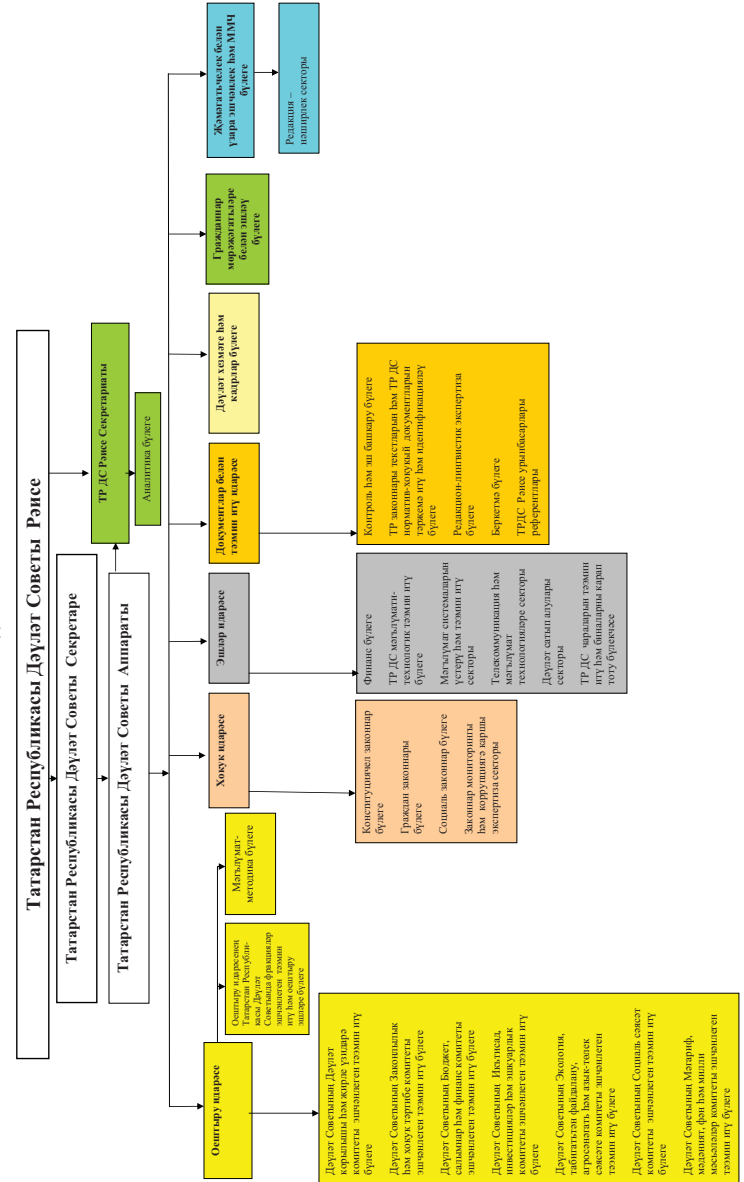 Татарстан Республикасы Дәүләт Советы Рәисе
Татарстан Республикасы Дәүләт Советы Секретаре
ТР ДС Рәисе Секретариаты
Аналитика бүлеге
Татарстан Республикасы Дәүләт Советы Аппараты
Оештыру идарәсе
Оештыру идарәсенең
Татарстан Республи-
касы Дәүләт
Советында фракцияләр
эшчәнлеген тәэмин
итү һәм оештыру
эшләре бүлеге
Мәгълүмат-
методика бүлеге
Хокук идарәсе
Эшләр идарәсе
Документлар белән
тәэмин итү идарәсе
Дәүләт хезмәте һәм
кадрлар бүлеге
Гражданнар
мөрәҗәгатьләре
белән эшләү
бүлеге
Җәмәгатьчелек белән
үзара эшчәнлек һәм ММЧ
бүлеге
Редакция –
нәширлек секторы
Дәүләт Советының Дәүләт
корылышы һәм җирле үзидарә
комитеты эшчәнлеген тәэмин итү
бүлеге
Дәүләт Советының Законлылык
һәм хокук тәртибе комитеты
эшчәнлеген тәэмин итү бүлеге
Дәүләт Советының Бюджет,
салымнар һәм финанс комитеты
эшчәнлеген тәэмин итү бүлеге
Дәүләт Советының Икътисад,
инвестицияләр һәм эшкуарлык
комитеты эшчәнлеген тәэмин итү
бүлеге
Дәүләт Советының Экология,
табигатьтән файдалану,
агросәнәгать һәм азык-төлек
сәясәте комитеты эшчәнлеген
тәэмин итү бүлеге
Дәүләт Советының Социаль сәясәт
комитеты эшчәнлеген тәэмин итү
бүлеге
Дәүләт Советының Мәгариф,
мәдәният, фән һәм милли
мәсьәләләр комитеты эшчәнлеген
тәэмин итү бүлеге
Конституциячел законнар
бүлеге
Граждан законнары
бүлеге
Социаль законнар бүлеге
Законнар мониторингы
һәм коррупциягә каршы
экспертиза секторы
Финанс бүлеге
ТР ДС мәгълүмати-
технологик тәэмин итү
бүлеге
Мәгълүмат системаларын
үстерү һәм тәэмин итү
секторы
Телекоммуникация һәм
мәгълүмат
технологияләре секторы
Дәүләт сатып алулары
секторы
ТР ДС чараларын тәэмин
итү һәм биналарны карап
тоту бүлекчәсе
Контроль һәм эш башкару бүлеге
ТР законнары текстларын һәм ТР ДС
норматив-хокукый документларын
тәрҗемә итү һәм идентификацияләү
бүлеге
Редакцион-лингвистик экспертиза
бүлеге
Беркетмә бүлеге
ТРДС Рәисе урынбасарлары
референтлары